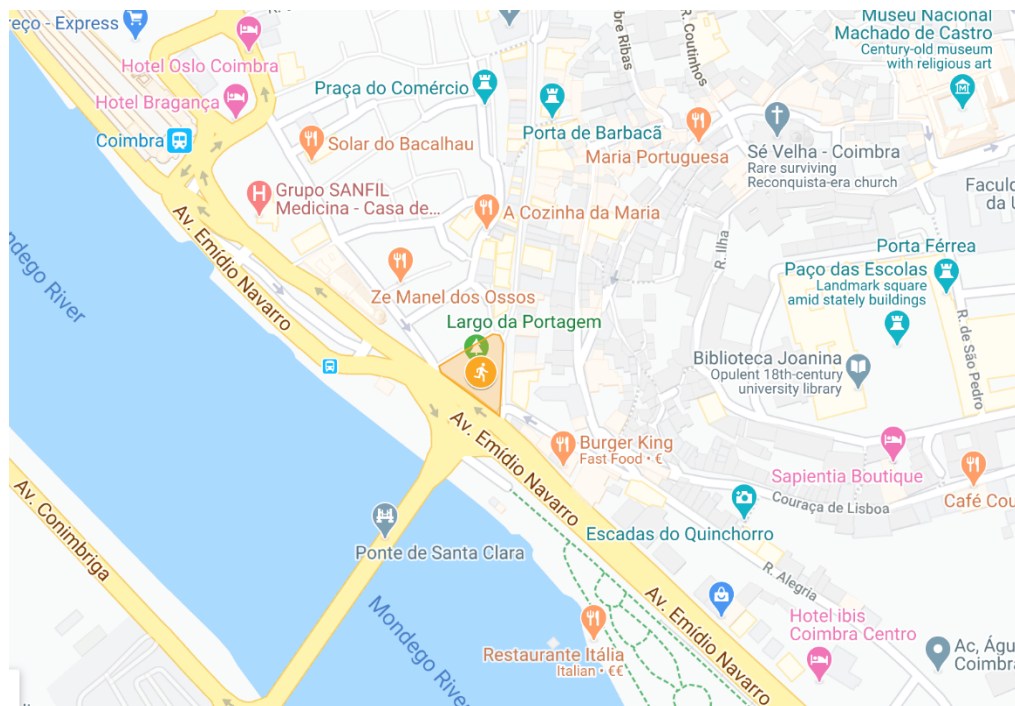 reço - Express
R.
Hotel Oslo Coimbra
Hotel Bragança
Coimbra
Praça do Comércio
Solar do Bacalhau
Porta de Barbacã
bre Ribas
R. Coutinhos
Museu Nacional
Machado de Castro
Century-old museum
with religious art
Maria Portuguesa
Sé Velha - Coimbra
Rare surviving
Reconquista-era church
Facul
da U
Grupo SANFIL
Medicina - Casa de...
A Cozinha da Maria
Av. Emídio Navarro
ndego River
Ze Manel dos Ossos
R. Ilha
Porta Férrea
Paço das Escolas
Landmark square
amid stately buildings
R. de São Pedro
Largo da Portagem
Biblioteca Joanina
Opulent 18th-century
university library
Av. Emídio Navarro
Burger King
Fast Food • €
Sapientia Boutique
Café Cou
Couraça de Lisboa
Escadas do Quinchorro
Av. Conimbriga
Ponte de Santa Clara
R. Alegria
Mondego River
Av. Emídio Navarro
Restaurante Itália
Italian • €€
Hotel ibis
Coimbra Centro
Ac, Águ
Coimbra